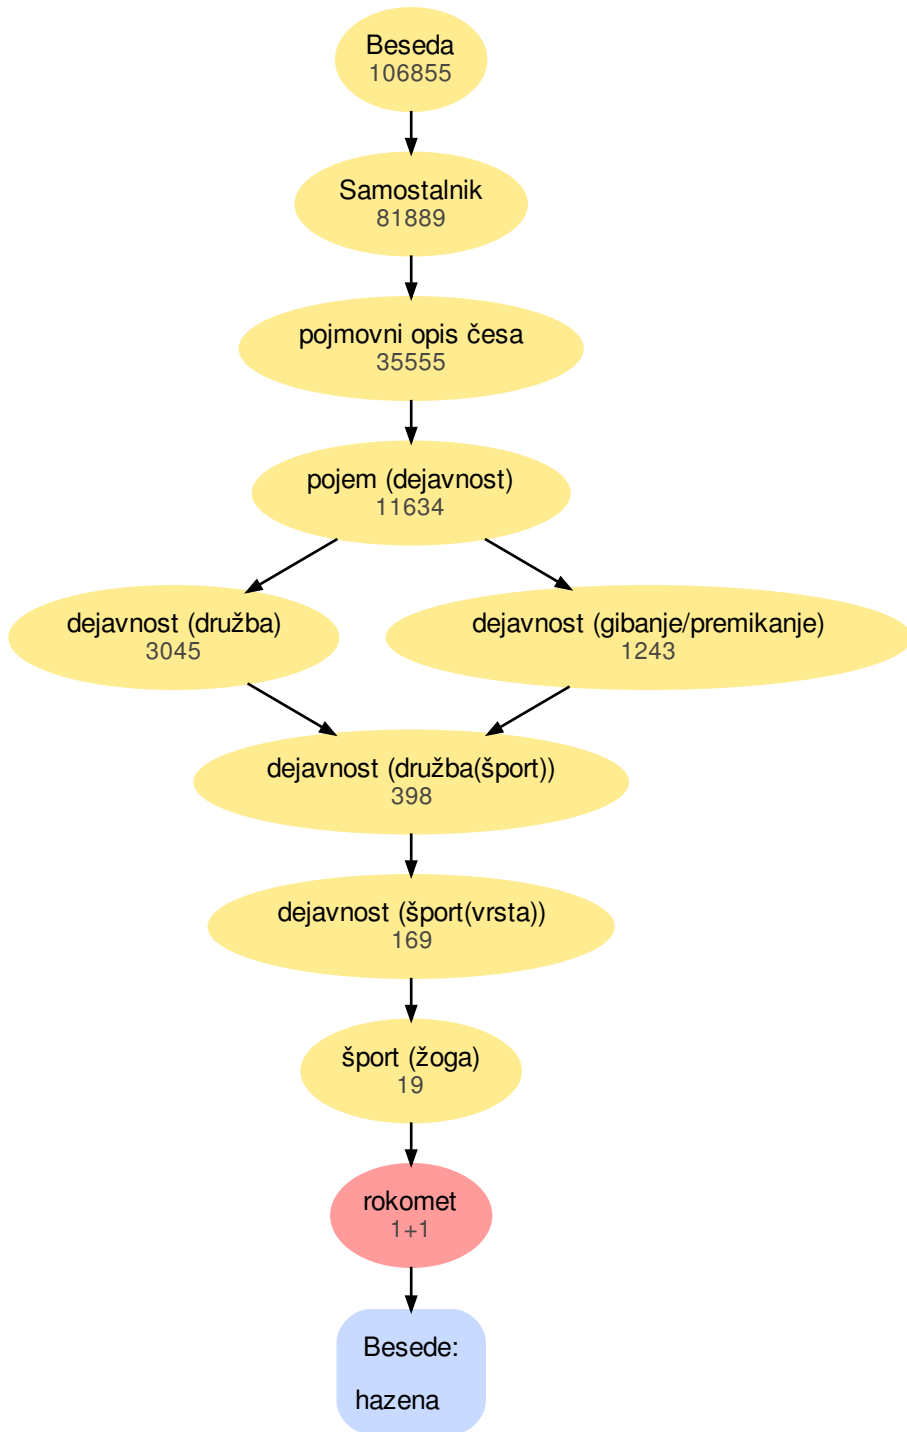 Beseda
106855
Samostalnik
81889
pojmovni opis česa
35555
pojem (dejavnost)
11634
dejavnost (družba)
3045
dejavnost (gibanje/premikanje)
1243
dejavnost (družba(šport))
398
dejavnost (šport(vrsta))
169
šport (žoga)
19
rokomet
1+1
Besede:
hazena